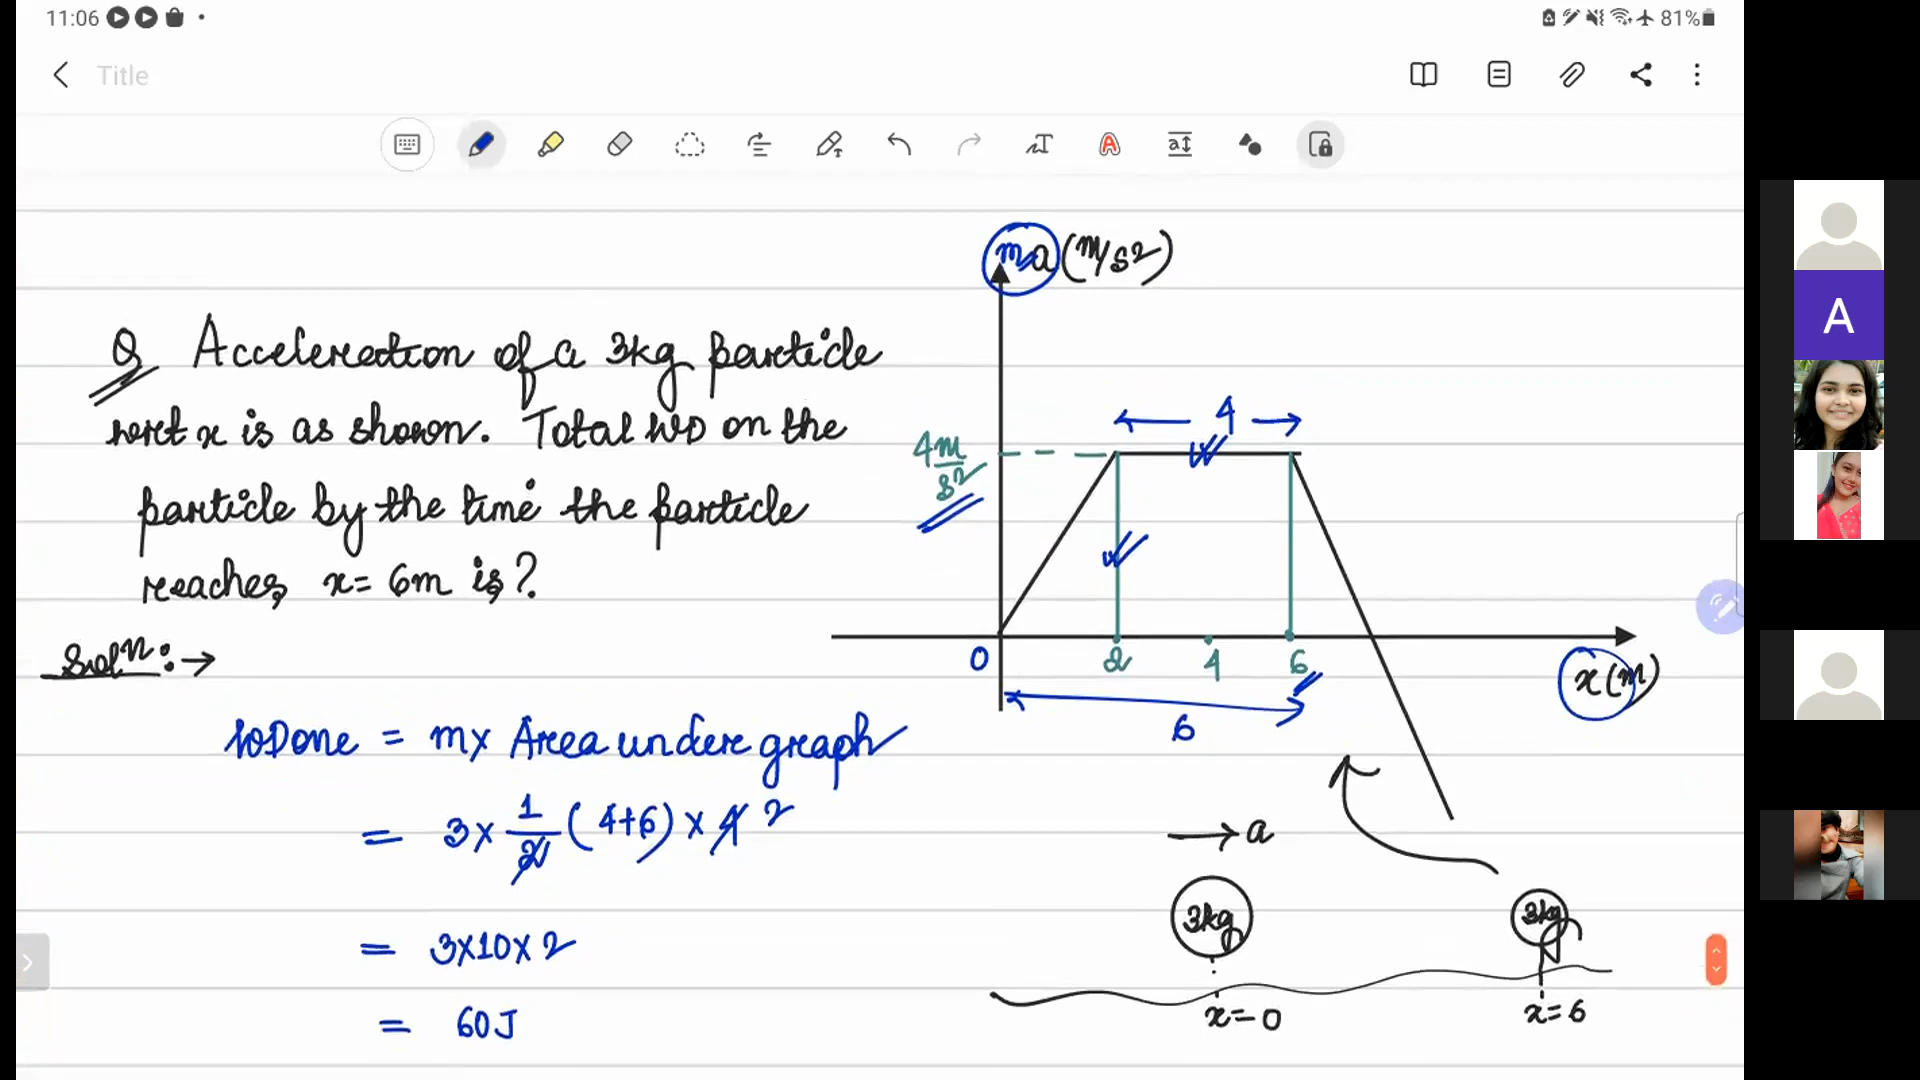 11:06
81%
Title
ma (m/s²)
Q Acceleration of a 3kg particle
wrt x is as shown. Total WD on the
particle by the time the particle
reaches x= 6m is?
4
4 m/s²
0 2 4 6
x (m)
6
Solⁿ: →
WDone = m× Area under graph
= 3 × 1/2 (4+6) × 4 2
= 3×10×2
= 60J
→ a
3kg
3kg
x=0
x=6
A